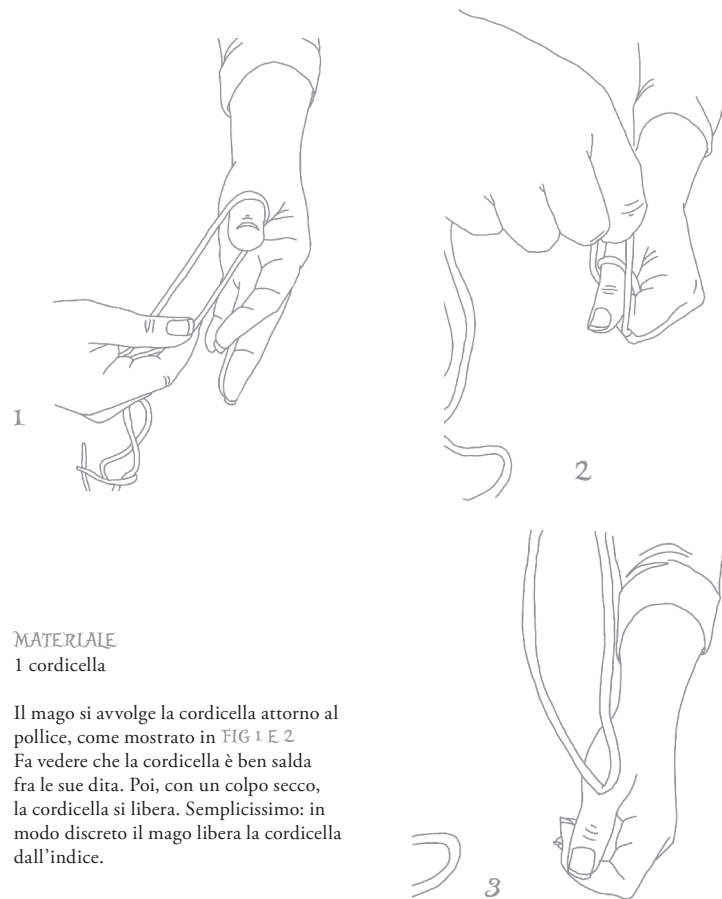 1
2
MATERIALE
1 cordicella
Il mago si avvolge la cordicella attorno al
pollice, come mostrato in FIG 1 E 2
Fa vedere che la cordicella è ben salda
fra le sue dita. Poi, con un colpo secco,
la cordicella si libera. Semplicissimo: in
modo discreto il mago libera la cordicella
dall'indice.
3